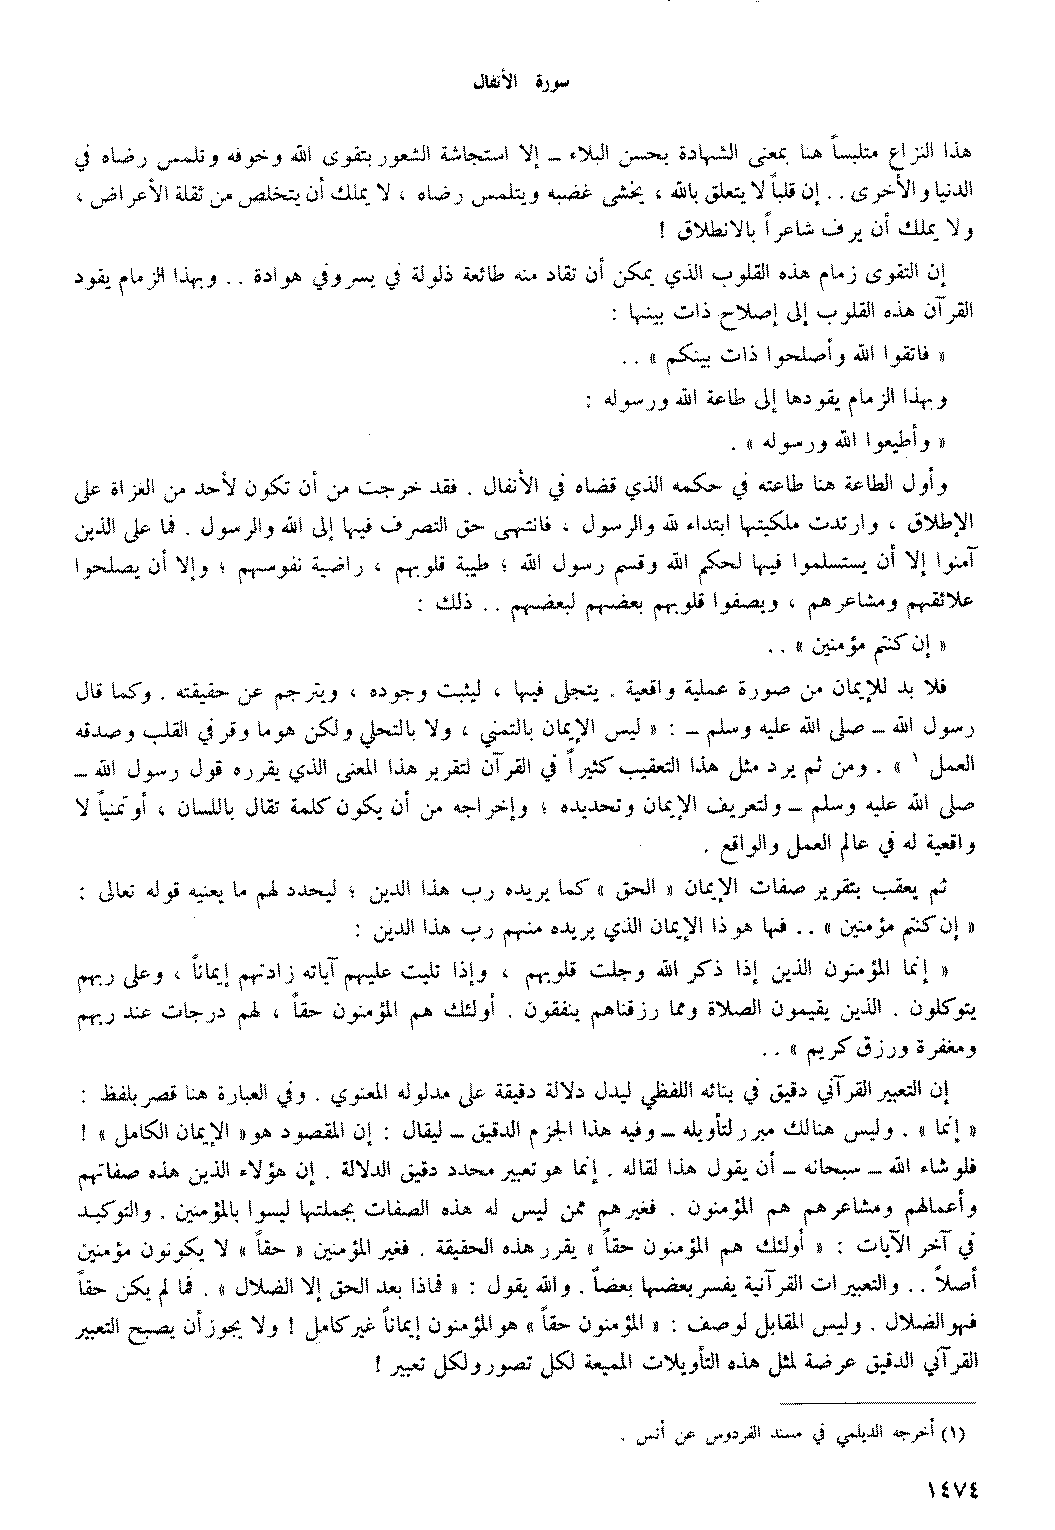 سورة الأنفال
هذا النزاع متلبساً هنا بمعنى الشهادة بحسن البلاء – إلا استجاشة الشعور بتقوى الله وخوفه وتلمس رضاه في
الدنيا والأخرى .. إن قلباً لا يتعلق بالله ، يخشى غضبه ويتلمس رضاه ، لا يملك أن يتخلص من ثقلة الأعراض ،
ولا يملك أن يرف شاعراً بالانطلاق !
إن التقوى زمام هذه القلوب الذي يمكن أن تقاد منه طائعة ذلولة في يسر وفي هوادة .. وبهذا الزمام يقود
القرآن هذه القلوب إلى إصلاح ذات بينها :
« فاتقوا الله وأصلحوا ذات بينكم » ..
وبهذا الزمام يقودها إلى طاعة الله ورسوله :
« وأطيعوا الله ورسوله » .
وأول الطاعة هنا طاعته في حكمه الذي قضاه في الأنفال . فقد خرجت من أن تكون لأحد من الغزاة على
الإطلاق ، وارتدت ملكيتها ابتداء لله والرسول ، فانتهى حق التصرف فيها إلى الله والرسول . فما على الذين
آمنوا إلا أن يستسلموا فيها لحكم الله وقسم رسول الله ؛ طيبة قلوبهم ، راضية نفوسهم ؛ وإلا أن يصلحوا
علائقهم ومشاعرهم ، ويصفوا قلوبهم بعضهم لبعضهم .. ذلك :
« إن كنتم مؤمنين » ..
فلا بد للإيمان من صورة عملية واقعية . يتجلى فيها ، ليثبت وجوده ، ويترجم عن حقيقته . وكما قال
رسول الله – صلى الله عليه وسلم – : « ليس الإيمان بالتمني ، ولا بالتحلي ولكن هو ما وقر في القلب وصدقه
العمل ١ » . ومن ثم يرد مثل هذا التعقيب كثيراً في القرآن لتقرير هذا المعنى الذي يقرره قول رسول الله –
صلى الله عليه وسلم – ولتعريف الإيمان وتحديده ؛ وإخراجه من أن يكون كلمة تقال باللسان ، أو تمنياً لا
واقعية له في عالم العمل والواقع .
ثم يعقب بتقرير صفات الإيمان « الحق » كما يريده رب هذا الدين ؛ ليحدد لهم ما يعنيه قوله تعالى :
« إن كنتم مؤمنين » .. فها هو ذا الإيمان الذي يريده منهم رب هذا الدين :
« إنما المؤمنون الذين إذا ذكر الله وجلت قلوبهم ، وإذا تليت عليهم آياته زادتهم إيماناً ، وعلى ربهم
يتوكلون . الذين يقيمون الصلاة ومما رزقناهم ينفقون . أولئك هم المؤمنون حقاً ، لهم درجات عند ربهم
ومغفرة ورزق كريم » ..
إن التعبير القرآني دقيق في بنائه اللفظي ليدل دلالة دقيقة على مدلوله المعنوي . وفي العبارة هنا قصر بلفظ :
« إنما » . وليس هنالك مبرر لتأويله – وفيه هذا الجزم الدقيق – ليقال : إن المقصود هو « الإيمان الكامل » !
فلو شاء الله – سبحانه – أن يقول هذا لقاله . إنما هو تعبير محدد دقيق الدلالة . إن هؤلاء الذين هذه صفاتهم
وأعمالهم ومشاعرهم هم المؤمنون . فغيرهم ممن ليس له هذه الصفات بجملتها ليسوا بالمؤمنين . والتوكيد
في آخر الآيات : « أولئك هم المؤمنون حقاً » يقرر هذه الحقيقة . فغير المؤمنين « حقاً » لا يكونون مؤمنين
أصلاً .. والتعبيرات القرآنية يفسر بعضها بعضاً . والله يقول : « فماذا بعد الحق إلا الضلال » . فما لم يكن حقاً
فهو الضلال . وليس المقابل لوصف : « المؤمنون حقاً » هو المؤمنون إيماناً غير كامل ! ولا يجوز أن يصبح التعبير
القرآني الدقيق عرضة لمثل هذه التأويلات المميعة لكل تصور ولكل تعبير !
(١) أخرجه الديلمي في مسند الفردوس عن أنس .
١٤٧٤